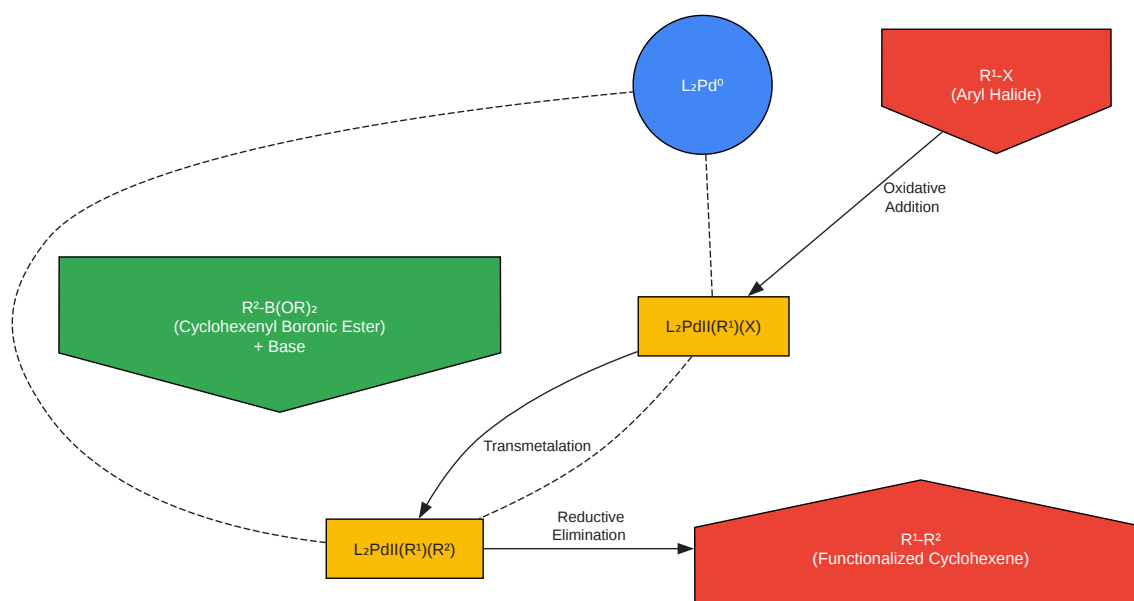 L₂Pd⁰
R¹-X
(Aryl Halide)
Oxidative
Addition
R²-B(OR)₂
(Cyclohexenyl Boronic Ester)
+ Base
L₂PdII(R¹)(X)
Transmetalation
L₂PdII(R¹)(R²)
Reductive
Elimination
R¹-R²
(Functionalized Cyclohexene)